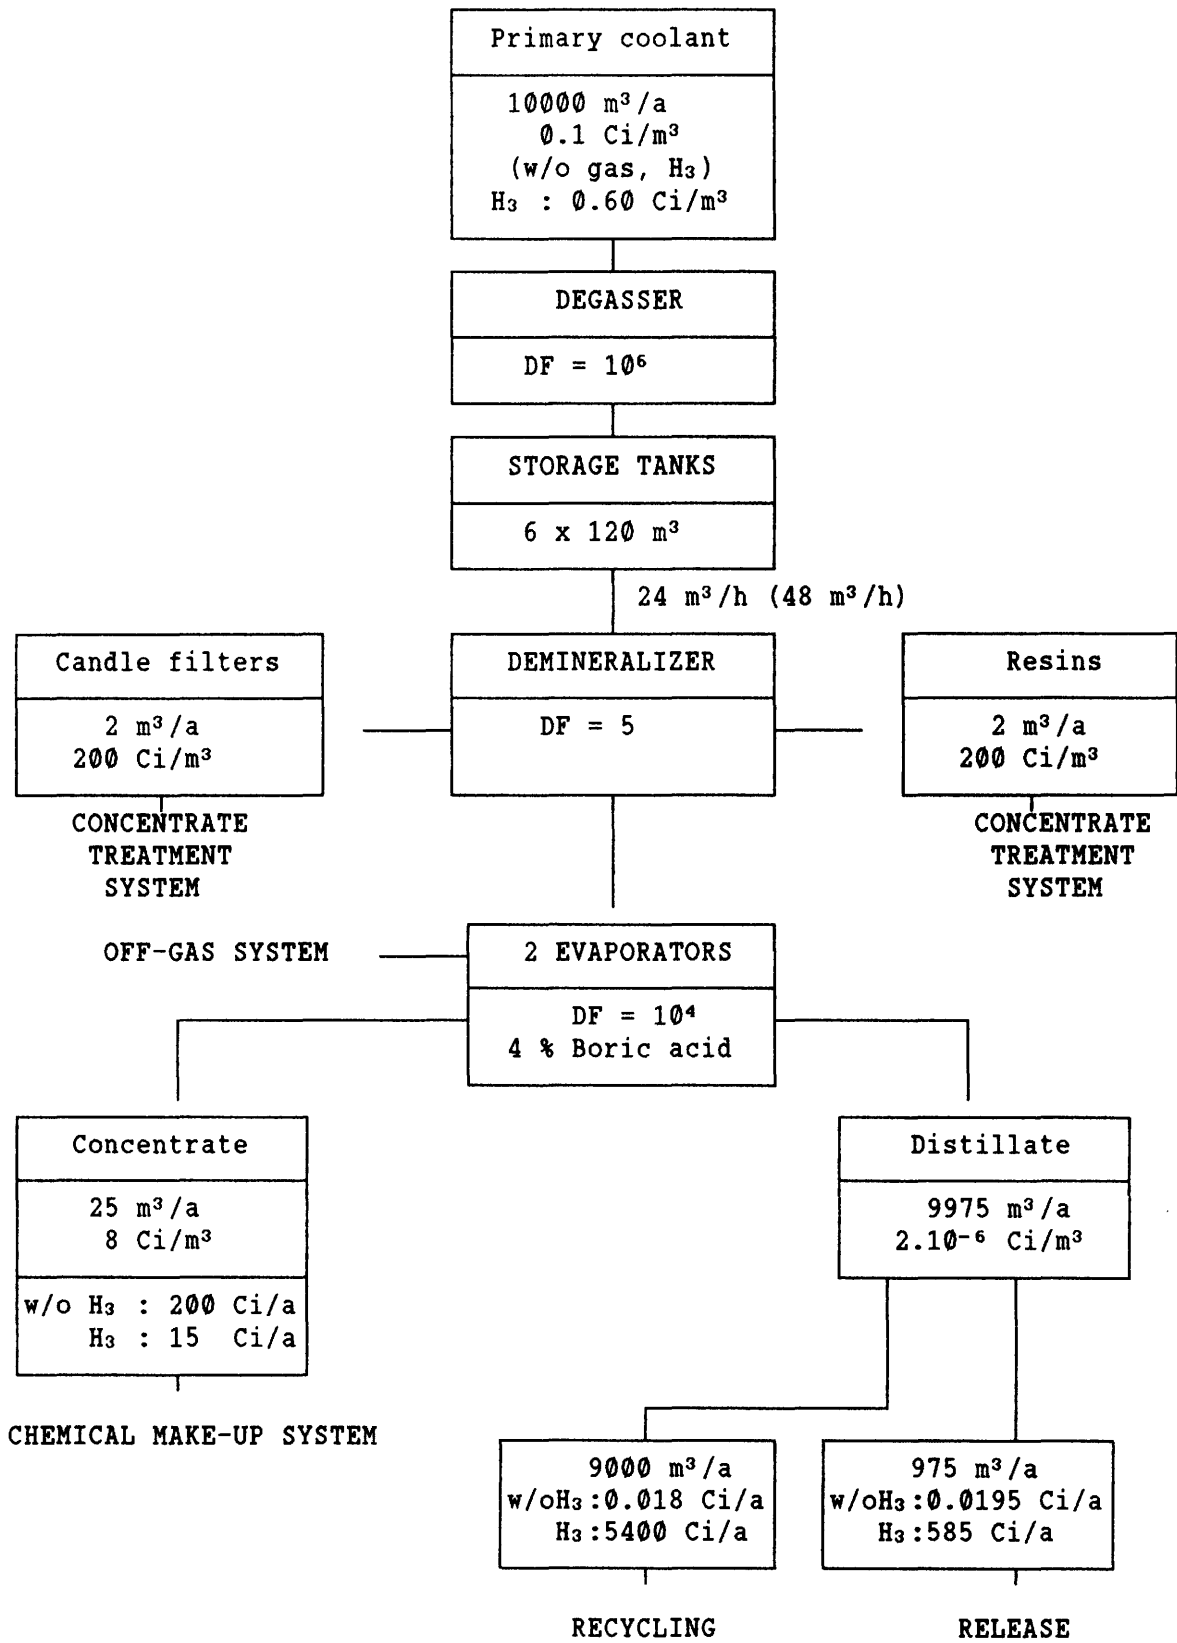 Primary coolant
10000 m³/a
0.1 Ci/m³
(w/o gas, H₃)
H₃ : 0.60 Ci/m³
DEGASSER
DF = 10⁶
STORAGE TANKS
6 x 120 m³
24 m³/h (48 m³/h)
Candle filters
2 m³/a
200 Ci/m³
CONCENTRATE
TREATMENT
SYSTEM
DEMINERALIZER
DF = 5
Resins
2 m³/a
200 Ci/m³
CONCENTRATE
TREATMENT
SYSTEM
OFF-GAS SYSTEM
2 EVAPORATORS
DF = 10⁴
4 % Boric acid
Concentrate
25 m³/a
8 Ci/m³
w/o H₃ : 200 Ci/a
H₃ : 15 Ci/a
CHEMICAL MAKE-UP SYSTEM
Distillate
9975 m³/a
2.10⁻⁶ Ci/m³
9000 m³/a
w/oH₃:0.018 Ci/a
H₃:5400 Ci/a
RECYCLING
975 m³/a
w/oH₃:0.0195 Ci/a
H₃:585 Ci/a
RELEASE